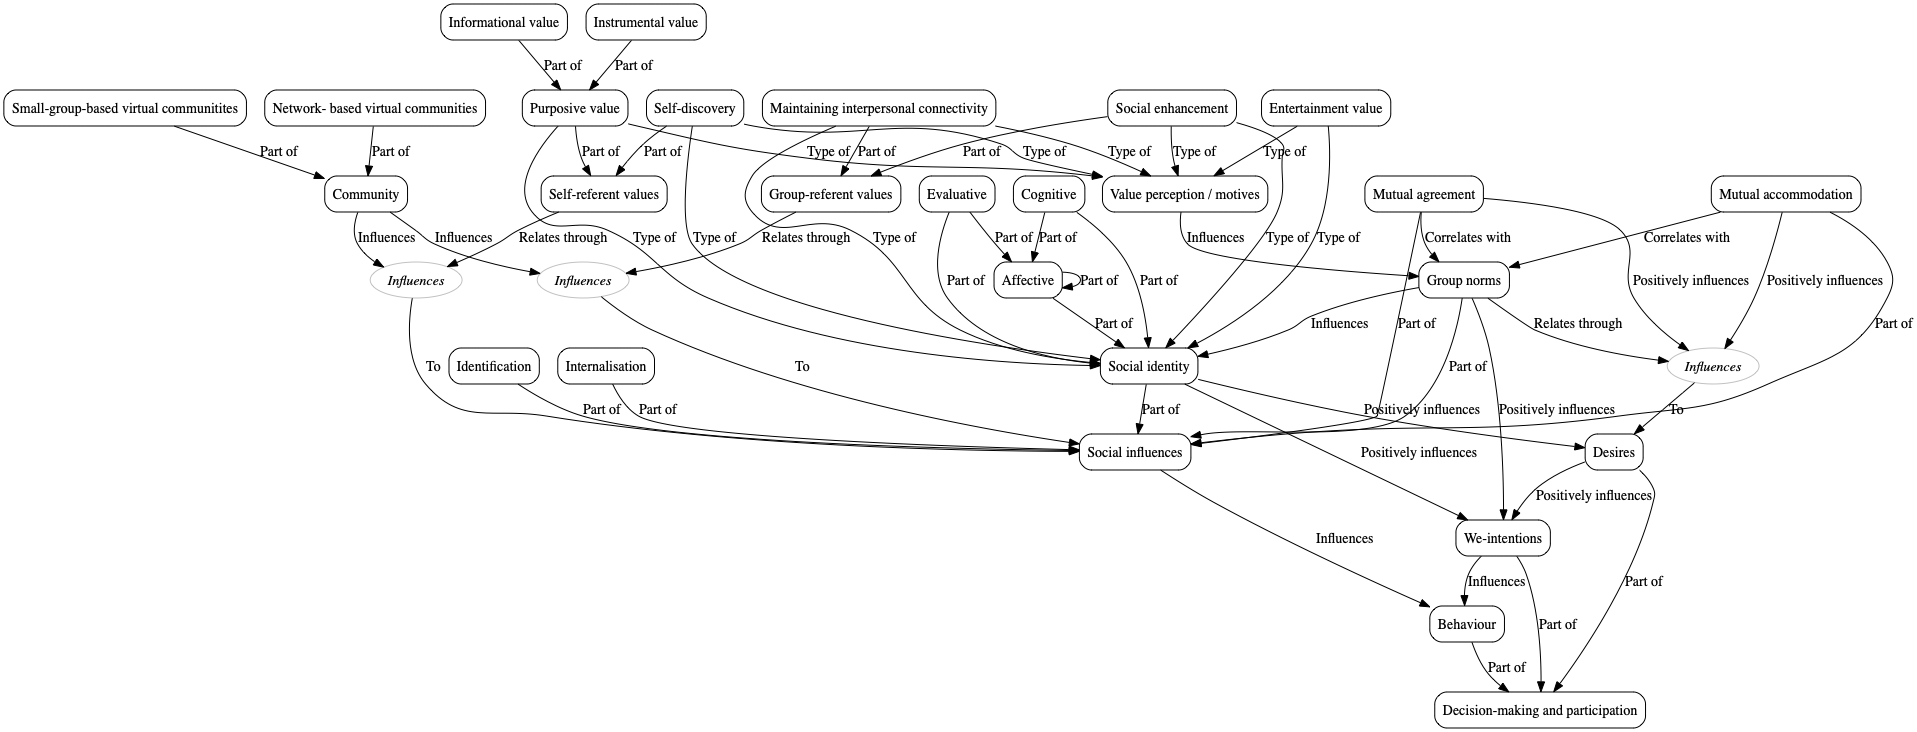 Informational value
Instrumental value
Part of
Part of
Small-group-based virtual communitites
Network- based virtual communities
Purposive value
Self-discovery
Maintaining interpersonal connectivity
Social enhancement
Entertainment value
Part of
Part of
Part of
Part of
Type of
Part of
Part of
Type of
Type of
Type of
Type of
Community
Self-referent values
Group-referent values
Evaluative
Cognitive
Value perception / motives
Mutual agreement
Mutual accommodation
Influences
Influences
Relates through
Type of
Type of
Relates through
Type of
Part of
Part of
Influences
Type of
Type of
Correlates with
Correlates with
Influences
Influences
Part of
Affective
Part of
Part of
Group norms
Positively influences
Positively influences
Part of
Influences
Part of
Relates through
Part of
To
Identification
Internalisation
To
Social identity
Part of
Influences
Part of
Part of
Part of
Positively influences
Positively influences
To
Social influences
Positively influences
Desires
Positively influences
We-intentions
Influences
Influences
Part of
Behaviour
Part of
Part of
Decision-making and participation